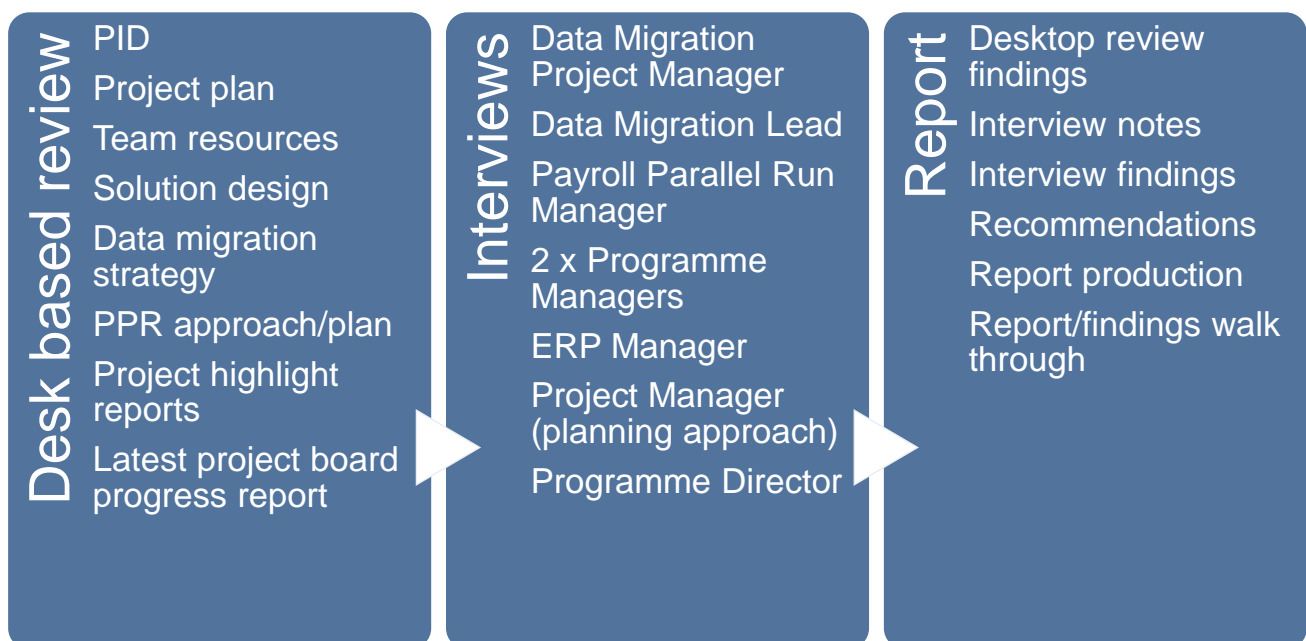 Desk based review
PID
Project plan
Team resources
Solution design
Data migration
strategy
PPR approach/plan
Project highlight
reports
Latest project board
progress report
Interviews
Data Migration
Project Manager
Data Migration Lead
Payroll Parallel Run
Manager
2 x Programme
Managers
ERP Manager
Project Manager
(planning approach)
Programme Director
Report
Desktop review
findings
Interview notes
Interview findings
Recommendations
Report production
Report/findings walk
through